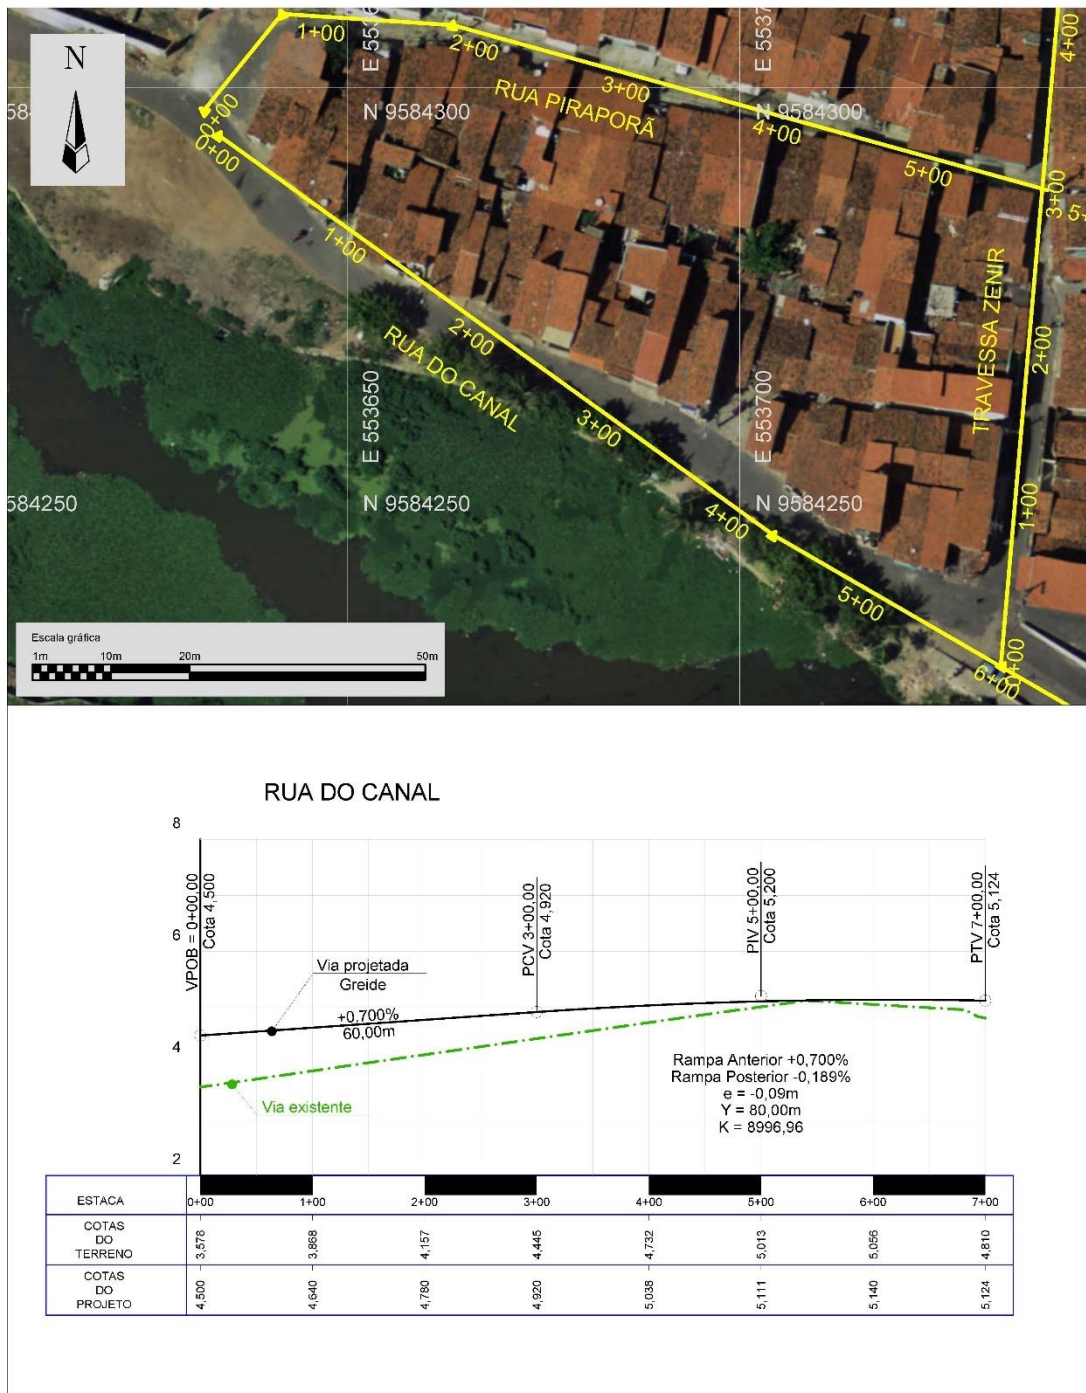 N
1+00
2+00
3+00
4+00
5+00
4+00
RUA PIRAPORÃ
0+00
0+00
N 9584300
N 9584300
E 553700
3+00
1+00
2+00
RUA DO CANAL
3+00
4+00
5+00
6+00
E 553650
E 553700
N 9584250
N 9584250
584250
TRAVESSA ZENIR
2+00
1+00
0+00
Escala gráfica
1m 10m 20m 50m
RUA DO CANAL
8
6
4
2
VPOB = 0+00,00
Cota 4,500
Via projetada
Greide
+0,700%
60,00m
Via existente
PCV 3+00,00
Cota 4,920
PIV 5+00,00
Cota 5,200
PTV 7+00,00
Cota 5,124
Rampa Anterior +0,700%
Rampa Posterior -0,189%
e = -0,09m
Y = 80,00m
K = 8996,96
ESTACA 0+00 1+00 2+00 3+00 4+00 5+00 6+00 7+00
COTAS
DO
TERRENO
3,578 3,868 4,157 4,445 4,732 5,013 5,056 4,810
COTAS
DO
PROJETO
4,500 4,640 4,780 4,920 5,038 5,111 5,140 5,124